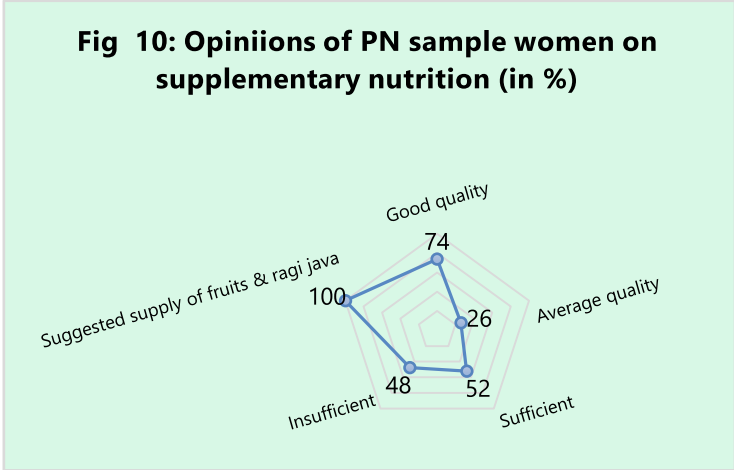 Fig  10: Opiniions of PN sample women on
supplementary nutrition (in %)
Good quality
74
Suggested supply of fruits & ragi java
100
Average quality
26
Insufficient
48
52
Sufficient